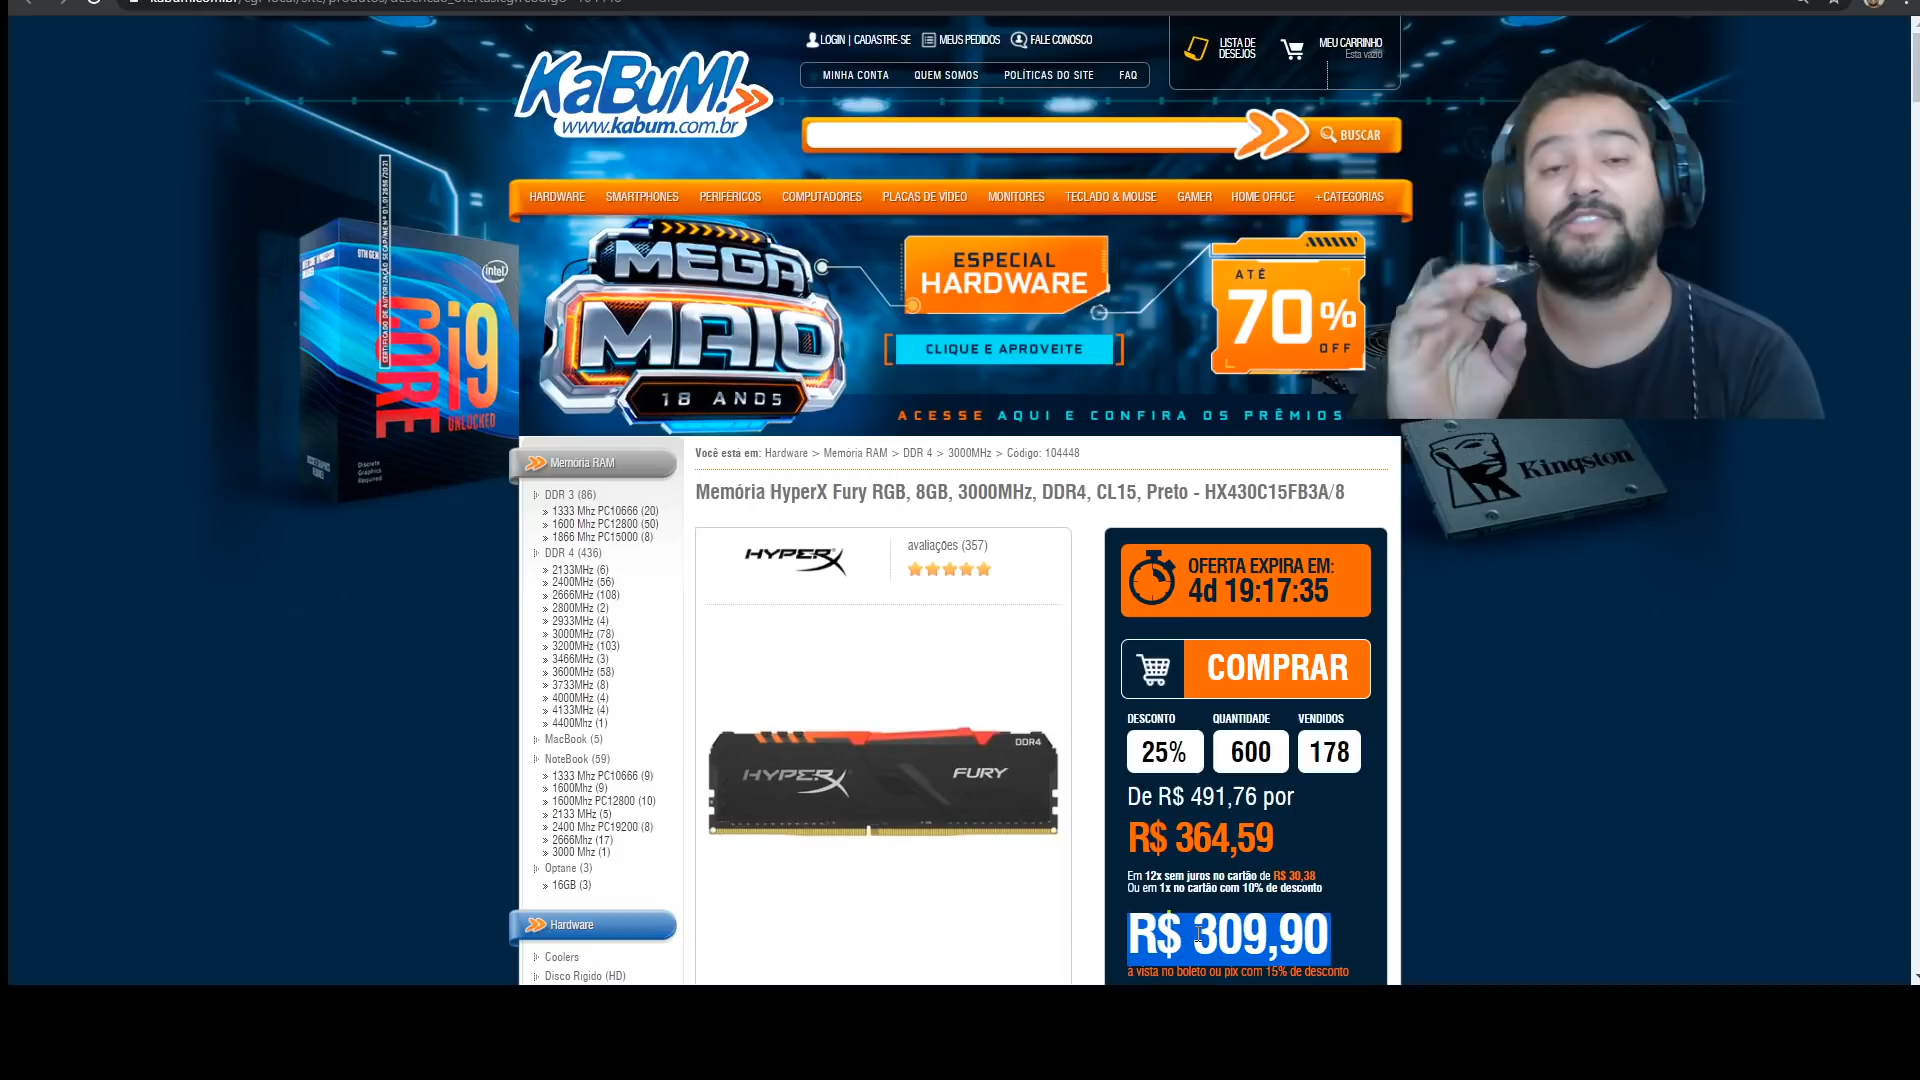 LOGIN | CADASTRE-SE MEUS PEDIDOS FALE CONOSCO
LISTA DE DESEJOS
MEU CARRINHO
Esta vazio
MINHA CONTA QUEM SOMOS POLÍTICAS DO SITE FAQ
KaBuM!
www.kabum.com.br
BUSCAR
HARDWARE SMARTPHONES PERIFÉRICOS COMPUTADORES PLACAS DE VÍDEO MONITORES TECLADO & MOUSE GAMER HOME OFFICE +CATEGORIAS
MEGA
MAIO
18 ANOS
ESPECIAL
HARDWARE
CLIQUE E APROVEITE
ATÉ
70%
OFF
ACESSE AQUI E CONFIRA OS PRÊMIOS
intel
CORE i9
UNLOCKED
Kingston
Memória RAM
DDR 3 (86)
1333 Mhz PC10666 (20)
1600 Mhz PC12800 (50)
1866 Mhz PC15000 (8)
DDR 4 (436)
2133MHz (6)
2400MHz (56)
2666MHz (108)
2800MHz (2)
2933MHz (4)
3000MHz (78)
3200MHz (103)
3466MHz (3)
3600MHz (58)
3733MHz (8)
4000MHz (4)
4133MHz (4)
4400Mhz (1)
MacBook (5)
NoteBook (59)
1333 Mhz PC10666 (9)
1600Mhz (9)
1600Mhz PC12800 (10)
2133 MHz (5)
2400 Mhz PC19200 (8)
2666Mhz (17)
3000 Mhz (1)
Optane (3)
16GB (3)
Hardware
Coolers
Disco Rigido (HD)
Você está em: Hardware > Memória RAM > DDR 4 > 3000MHz > Código: 104448
Memória HyperX Fury RGB, 8GB, 3000MHz, DDR4, CL15, Preto - HX430C15FB3A/8
HYPERX
avaliações (357)
DDR4
HYPERX FURY
OFERTA EXPIRA EM:
4d 19:17:35
COMPRAR
DESCONTO QUANTIDADE VENDIDOS
25% 600 178
De R$ 491,76 por
R$ 364,59
Em 12x sem juros no cartão de R$ 30,38
Ou em 1x no cartão com 10% de desconto
R$ 309,90
a vista no boleto ou pix com 15% de desconto